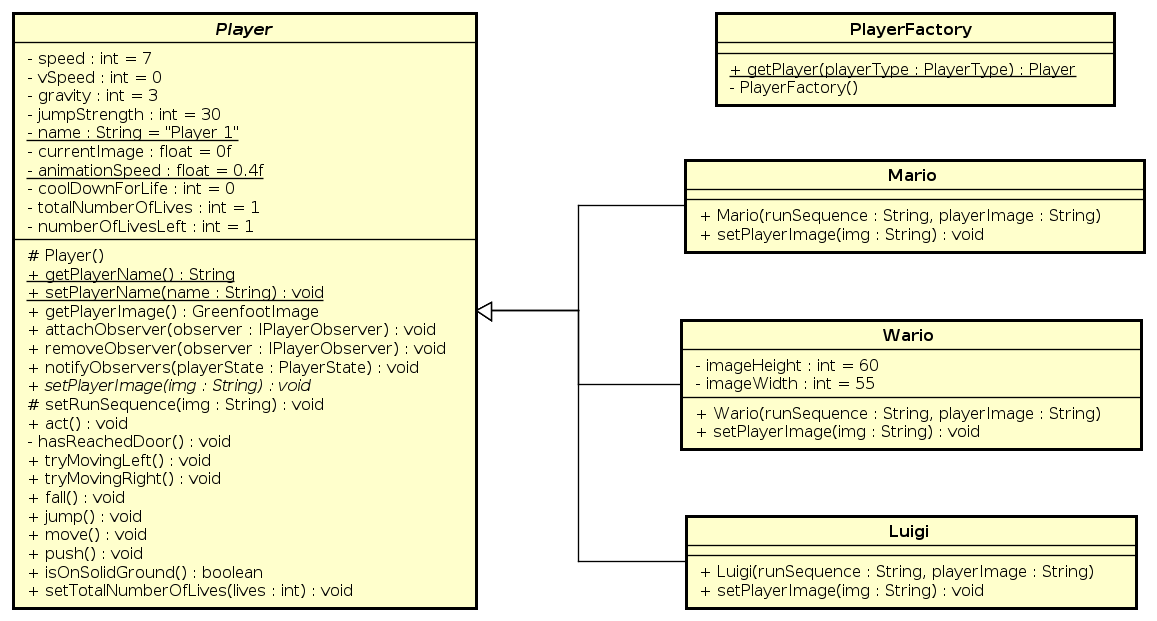 Player
- speed : int = 7
- vSpeed : int = 0
- gravity : int = 3
- jumpStrength : int = 30
- name : String = "Player 1"
- currentImage : float = 0f
- animationSpeed : float = 0.4f
- coolDownForLife : int = 0
- totalNumberOfLives : int = 1
- numberOfLivesLeft : int = 1
# Player()
+ getPlayerName() : String
+ setPlayerName(name : String) : void
+ getPlayerImage() : GreenfootImage
+ attachObserver(observer : IPlayerObserver) : void
+ removeObserver(observer : IPlayerObserver) : void
+ notifyObservers(playerState : PlayerState) : void
+ setPlayerImage(img : String) : void
# setRunSequence(img : String) : void
+ act() : void
- hasReachedDoor() : void
+ tryMovingLeft() : void
+ tryMovingRight() : void
+ fall() : void
+ jump() : void
+ move() : void
+ push() : void
+ isOnSolidGround() : boolean
+ setTotalNumberOfLives(lives : int) : void
PlayerFactory
+ getPlayer(playerType : PlayerType) : Player
- PlayerFactory()
Mario
+ Mario(runSequence : String, playerImage : String)
+ setPlayerImage(img : String) : void
Wario
- imageHeight : int = 60
- imageWidth : int = 55
+ Wario(runSequence : String, playerImage : String)
+ setPlayerImage(img : String) : void
Luigi
+ Luigi(runSequence : String, playerImage : String)
+ setPlayerImage(img : String) : void